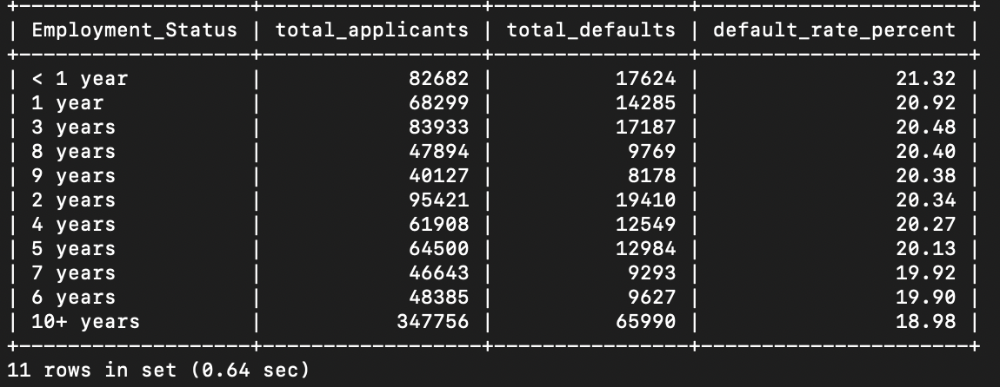 +--------------------+------------------+----------------+----------------------+
| Employment_Status | total_applicants | total_defaults | default_rate_percent |
+--------------------+------------------+----------------+----------------------+
| < 1 year | 82682 | 17624 | 21.32 |
| 1 year | 68299 | 14285 | 20.92 |
| 3 years | 83933 | 17187 | 20.48 |
| 8 years | 47894 | 9769 | 20.40 |
| 9 years | 40127 | 8178 | 20.38 |
| 2 years | 95421 | 19410 | 20.34 |
| 4 years | 61908 | 12549 | 20.27 |
| 5 years | 64500 | 12984 | 20.13 |
| 7 years | 46643 | 9293 | 19.92 |
| 6 years | 48385 | 9627 | 19.90 |
| 10+ years | 347756 | 65990 | 18.98 |
+--------------------+------------------+----------------+----------------------+
11 rows in set (0.64 sec)